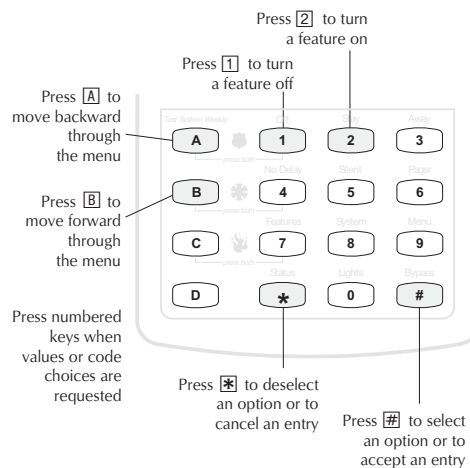 Press 2 to turn
a feature on
Press 1 to turn
a feature off
Press A to
move backward
through
the menu
Test System Weekly
Off
Stay
Away
A
1
2
3
press both
No Delay
Silent
Pager
Press B to
move forward
through
the menu
B
4
5
6
press both
Features
System
Menu
C
7
8
9
press both
Status
Lights
Bypass
D
*
0
#
Press numbered
keys when
values or code
choices are
requested
Press * to deselect
an option or to
cancel an entry
Press # to select
an option or to
accept an entry